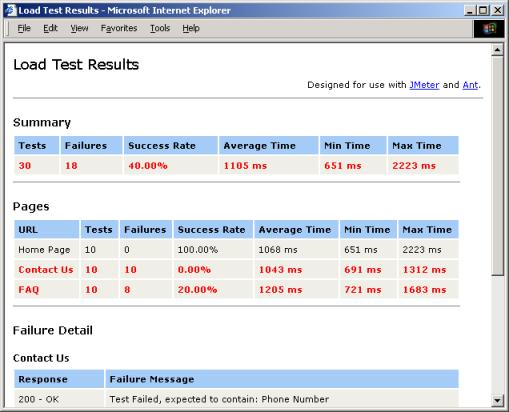 Load Test Results - Microsoft Internet Explorer
File Edit View Favorites Tools Help
Load Test Results
Designed for use with JMeter and Ant.
Summary
Tests Failures Success Rate Average Time Min Time Max Time
30 18 40.00% 1105 ms 651 ms 2223 ms
Pages
URL Tests Failures Success Rate Average Time Min Time Max Time
Home Page 10 0 100.00% 1068 ms 651 ms 2223 ms
Contact Us 10 10 0.00% 1043 ms 691 ms 1312 ms
FAQ 10 8 20.00% 1205 ms 721 ms 1683 ms
Failure Detail
Contact Us
Response Failure Message
200 - OK Test Failed, expected to contain: Phone Number